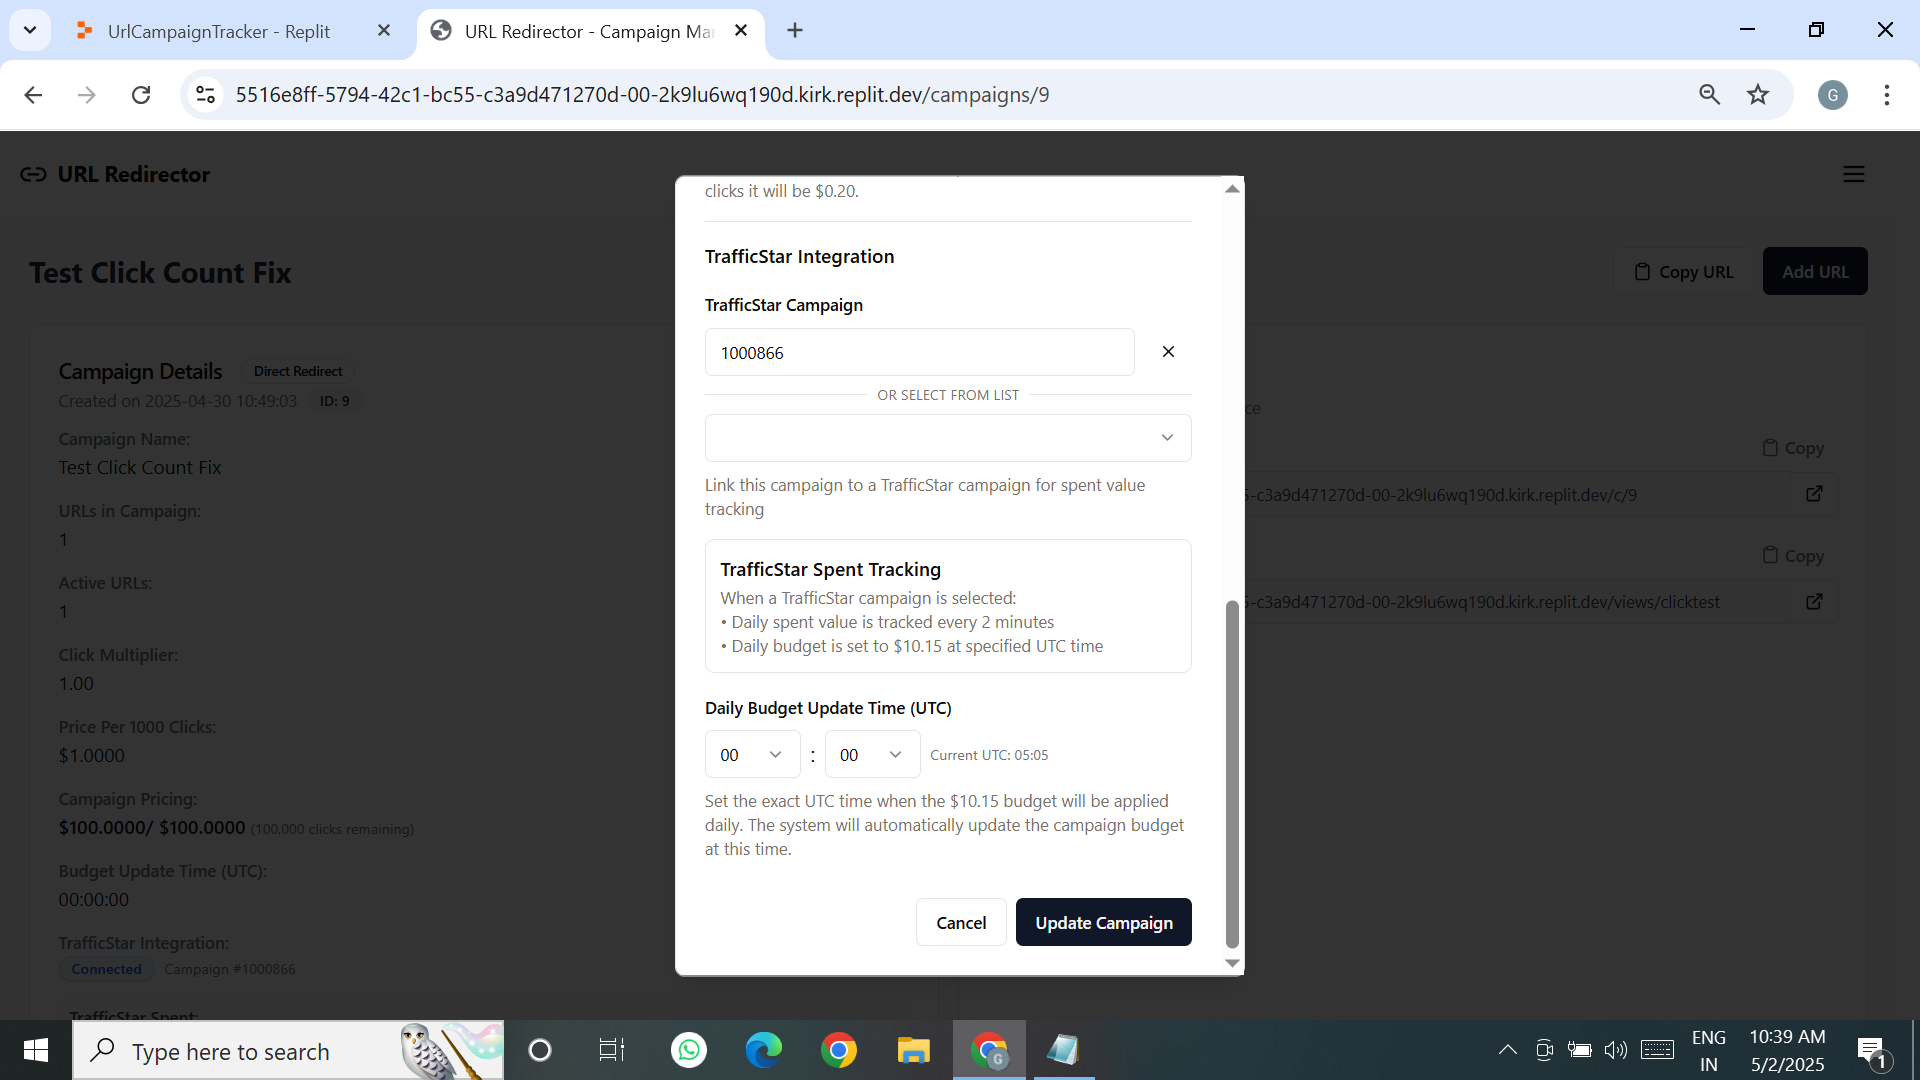 UrlCampaignTracker - Replit
URL Redirector - Campaign Ma
5516e8ff-5794-42c1-bc55-c3a9d471270d-00-2k9lu6wq190d.kirk.replit.dev/campaigns/9
G
URL Redirector
Test Click Count Fix
Copy URL
Add URL
Campaign Details
Direct Redirect
Created on 2025-04-30 10:49:03
ID: 9
Campaign Name:
Test Click Count Fix
URLs in Campaign:
1
Active URLs:
1
Click Multiplier:
1.00
Price Per 1000 Clicks:
$1.0000
Campaign Pricing:
$100.0000/ $100.0000 (100,000 clicks remaining)
Budget Update Time (UTC):
00:00:00
TrafficStar Integration:
Connected
Campaign #1000866
TrafficStar Spent:
clicks it will be $0.20.
TrafficStar Integration
TrafficStar Campaign
1000866
OR SELECT FROM LIST
Link this campaign to a TrafficStar campaign for spent value
tracking
TrafficStar Spent Tracking
When a TrafficStar campaign is selected:
• Daily spent value is tracked every 2 minutes
• Daily budget is set to $10.15 at specified UTC time
Daily Budget Update Time (UTC)
00 : 00 Current UTC: 05:05
Set the exact UTC time when the $10.15 budget will be applied
daily. The system will automatically update the campaign budget
at this time.
Cancel
Update Campaign
ce
Copy
5-c3a9d471270d-00-2k9lu6wq190d.kirk.replit.dev/c/9
Copy
5-c3a9d471270d-00-2k9lu6wq190d.kirk.replit.dev/views/clicktest
Type here to search
G
ENG
IN
10:39 AM
5/2/2025
1